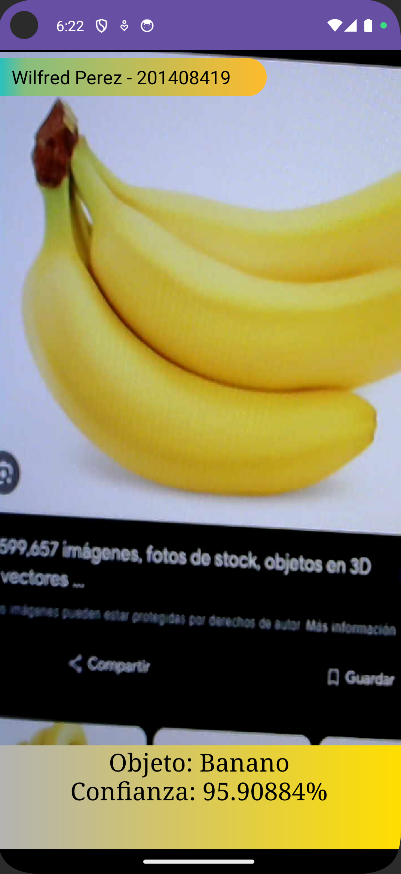 6:22
Wilfred Perez - 201408419
599,657 imágenes, fotos de stock, objetos en 3D
vectores ...
s imágenes pueden estar protegidas por derechos de autor Más información
Compartir
Guardar
Objeto: Banano
Confianza: 95.90884%